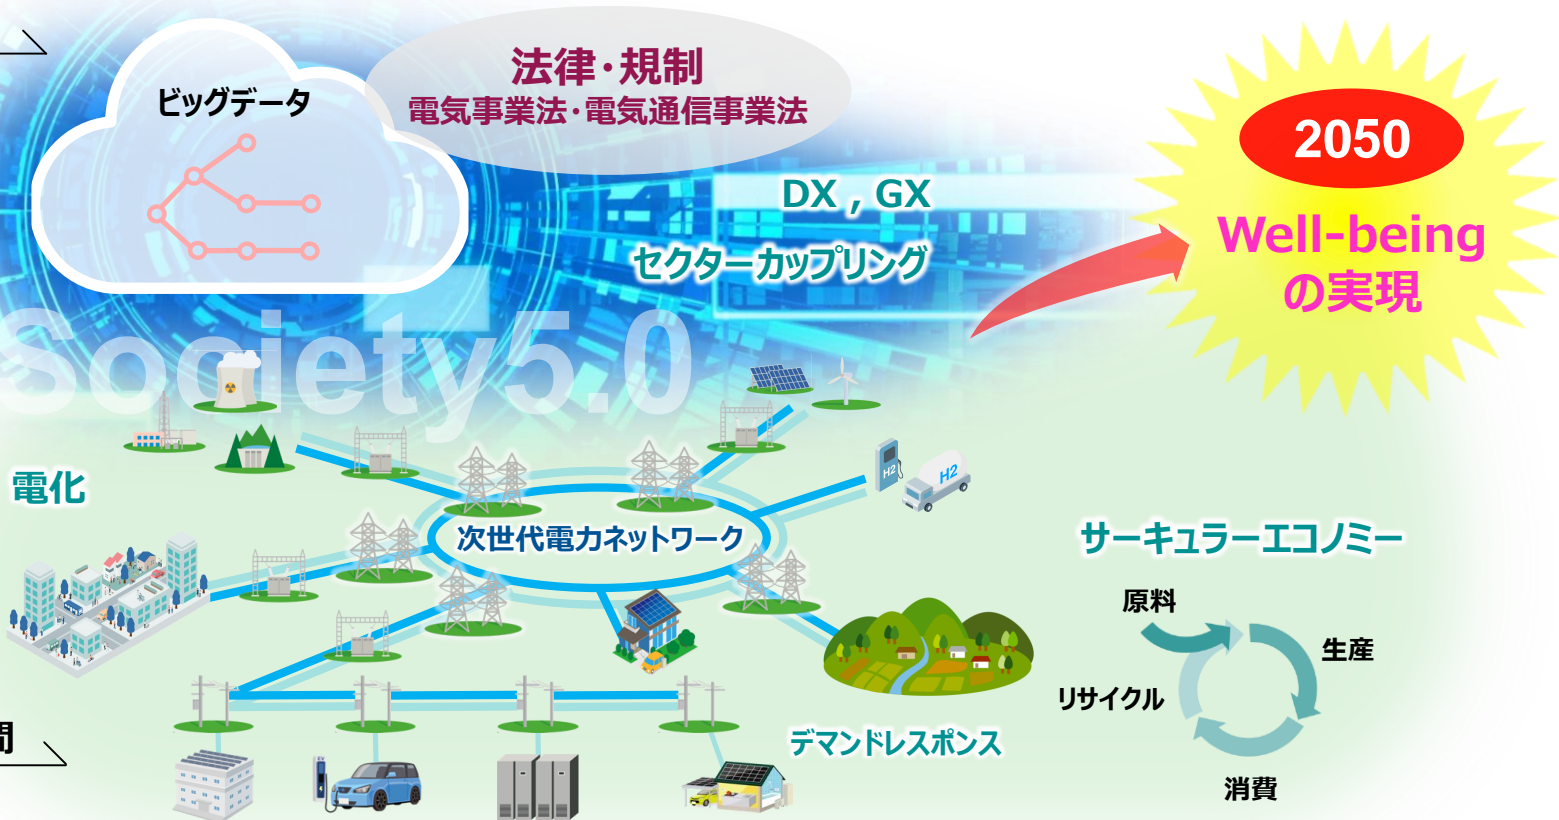 法律・規制
電気事業法・電気通信事業法
ビッグデータ
2050
Well-being
の実現
DX , GX
セクターカップリング
Society5.0
電化
H2
H2
次世代電力ネットワーク
サーキュラーエコノミー
原料
生産
リサイクル
消費
デマンドレスポンス
間